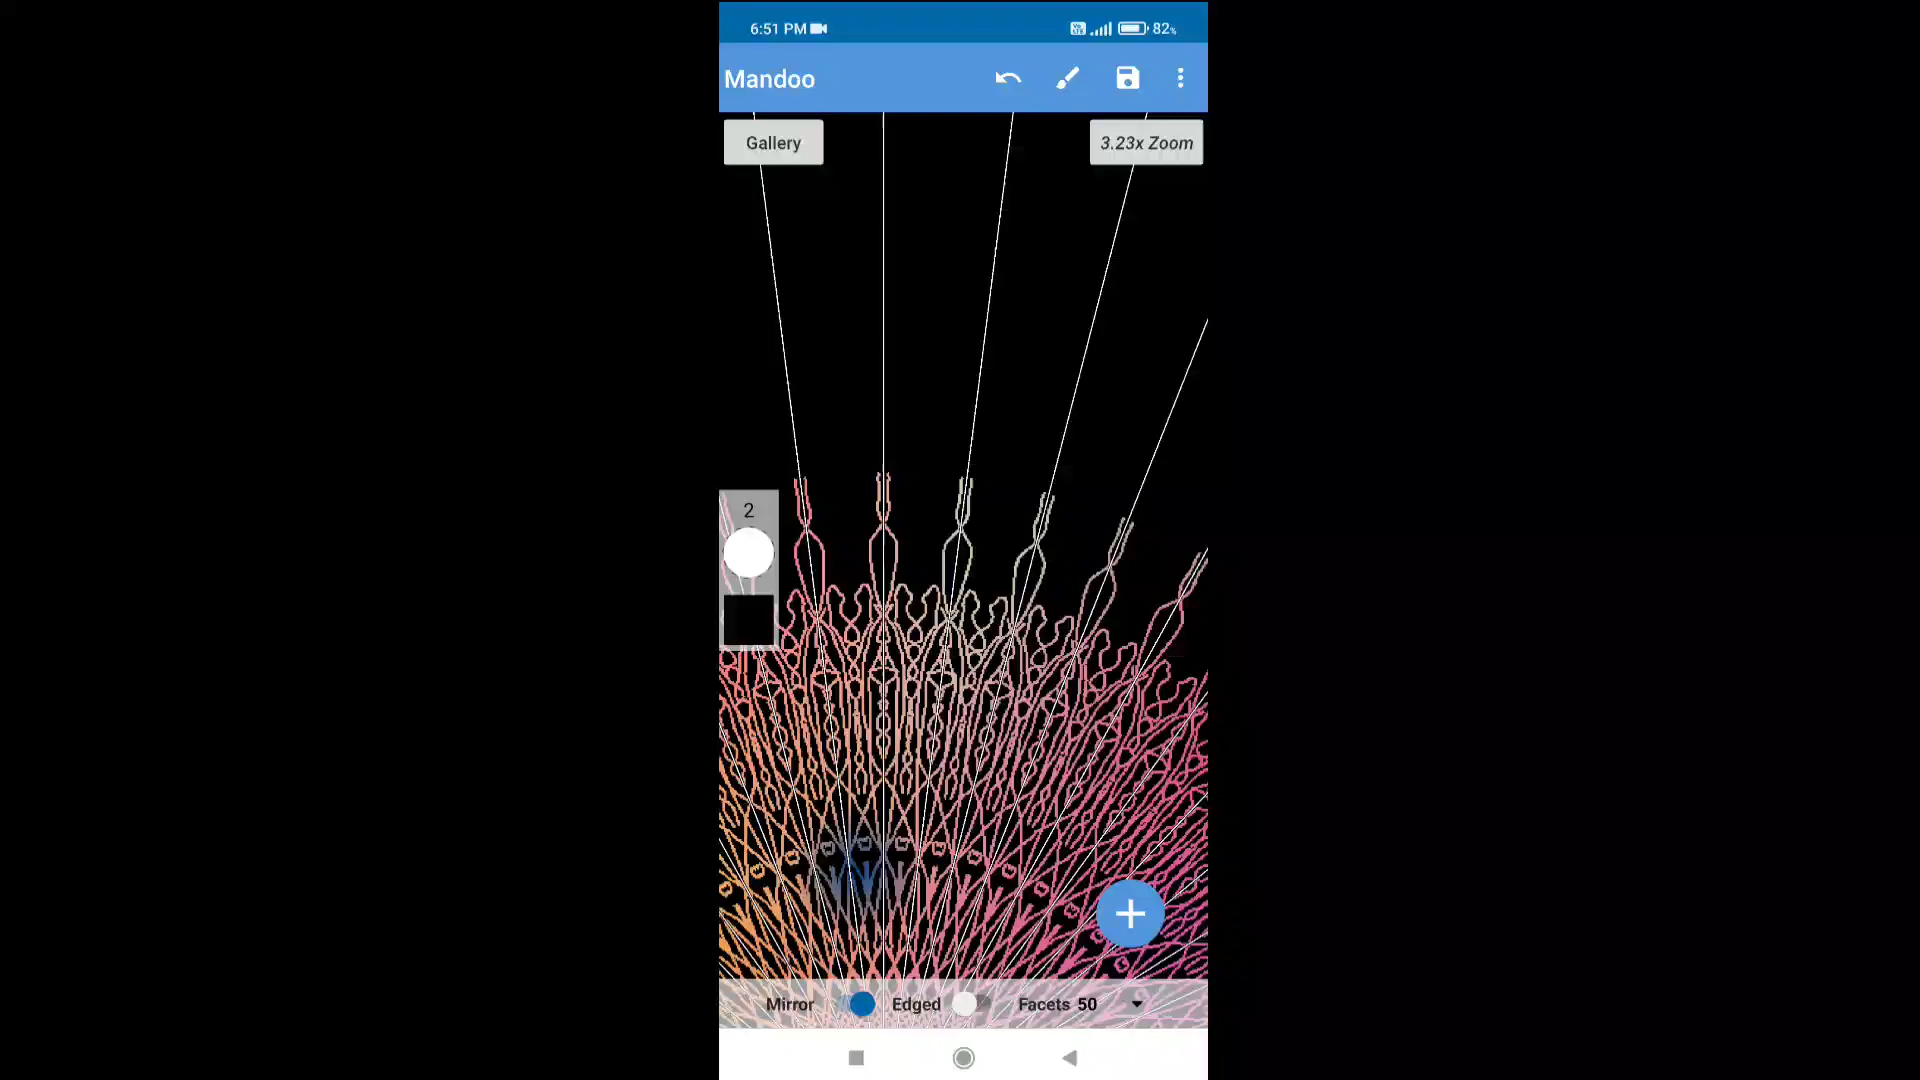 6:51 PM
82%
Mandoo
Gallery
3.23x Zoom
2
Mirror
Edged
Facets 50